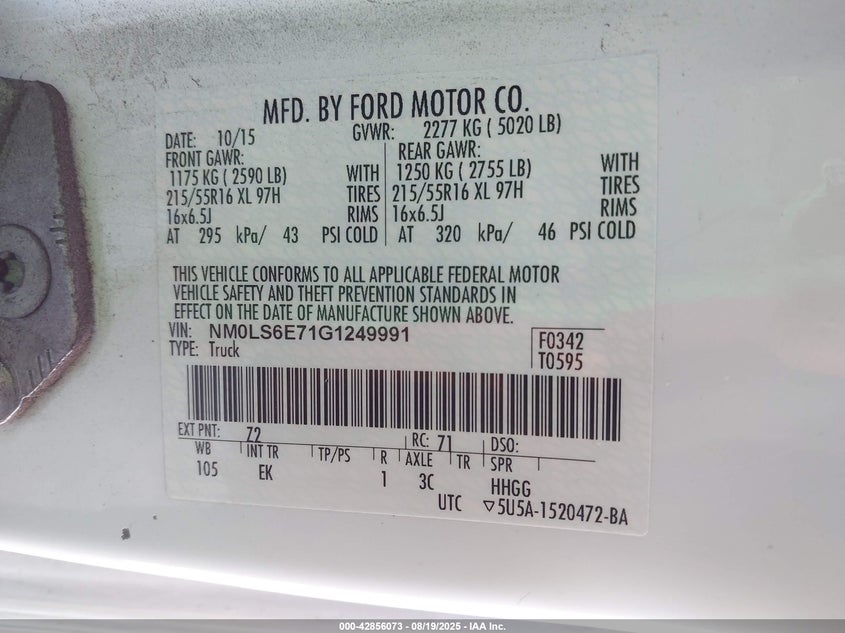 MFD. BY FORD MOTOR CO.
DATE: 10/15 GVWR: 2277 KG ( 5020 LB)
FRONT GAWR: REAR GAWR:
1175 KG ( 2590 LB) WITH 1250 KG ( 2755 LB) WITH
215/55R16 XL 97H TIRES 215/55R16 XL 97H TIRES
16x6.5J RIMS 16x6.5J RIMS
AT 295 kPa/ 43 PSI COLD AT 320 kPa/ 46 PSI COLD
THIS VEHICLE CONFORMS TO ALL APPLICABLE FEDERAL MOTOR
VEHICLE SAFETY AND THEFT PREVENTION STANDARDS IN
EFFECT ON THE DATE OF MANUFACTURE SHOWN ABOVE.
VIN: NM0LS6E71G1249991 F0342
TYPE: Truck T0595
EXT PNT: Z2 RC: 71 DSO:
WB INT TR TP/PS R AXLE TR SPR
105 EK 1 3C HHGG
UTC ▽5U5A-1520472-BA
000-42856073 - 08/19/2025 - IAA Inc.